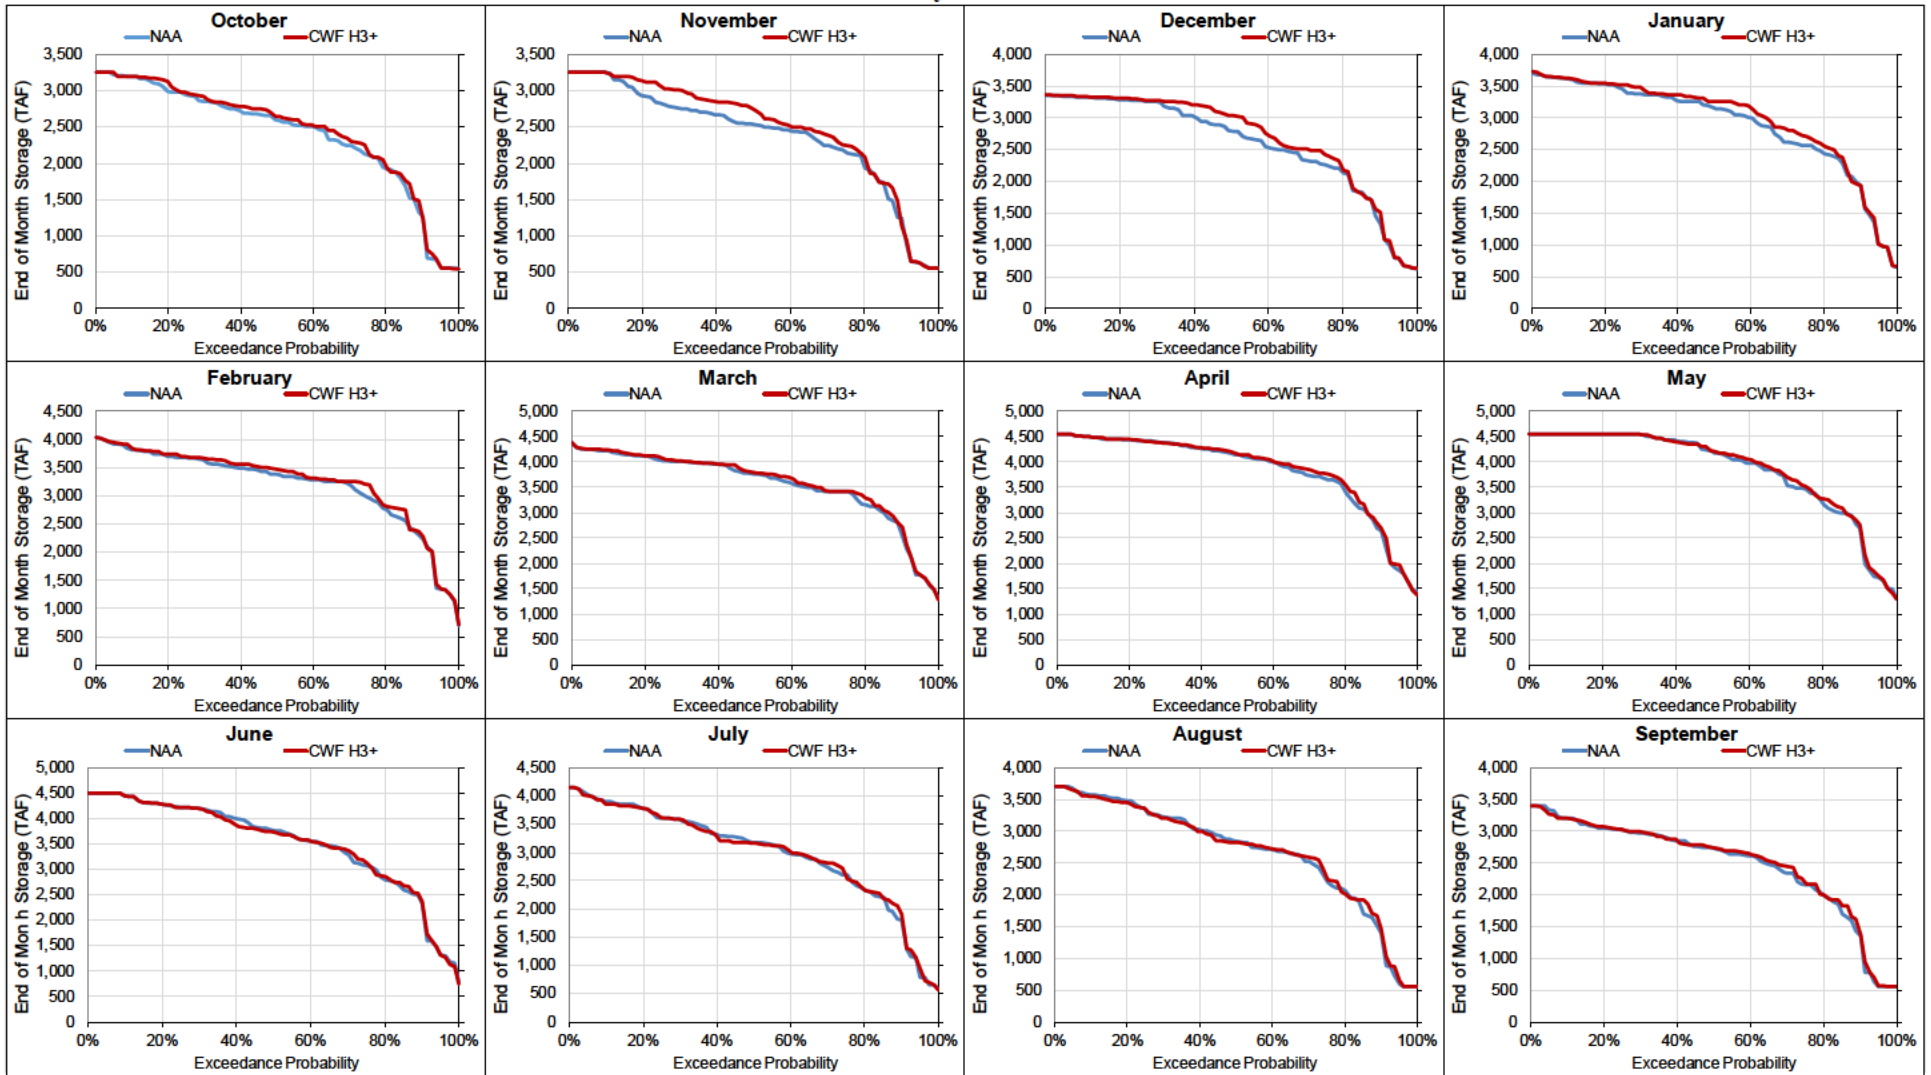 October
NAA CWF H3+
End of Month Storage (TAF)
3,500
3,000
2,500
2,000
1,500
1,000
500
0
0% 20% 40% 60% 80% 100%
Exceedance Probability
November
NAA CWF H3+
End of Month Storage (TAF)
3,500
3,000
2,500
2,000
1,500
1,000
500
0
0% 20% 40% 60% 80% 100%
Exceedance Probability
December
NAA CWF H3+
End of Month Storage (TAF)
4,000
3,500
3,000
2,500
2,000
1,500
1,000
500
0
0% 20% 40% 60% 80% 100%
Exceedance Probability
January
NAA CWF H3+
End of Month Storage (TAF)
4,000
3,500
3,000
2,500
2,000
1,500
1,000
500
0
0% 20% 40% 60% 80% 100%
Exceedance Probability
February
NAA CWF H3+
End of Month Storage (TAF)
4,500
4,000
3,500
3,000
2,500
2,000
1,500
1,000
500
0
0% 20% 40% 60% 80% 100%
Exceedance Probability
March
NAA CWF H3+
End of Month Storage (TAF)
5,000
4,500
4,000
3,500
3,000
2,500
2,000
1,500
1,000
500
0
0% 20% 40% 60% 80% 100%
Exceedance Probability
April
NAA CWF H3+
End of Month Storage (TAF)
5,000
4,500
4,000
3,500
3,000
2,500
2,000
1,500
1,000
500
0
0% 20% 40% 60% 80% 100%
Exceedance Probability
May
NAA CWF H3+
End of Month Storage (TAF)
5,000
4,500
4,000
3,500
3,000
2,500
2,000
1,500
1,000
500
0
0% 20% 40% 60% 80% 100%
Exceedance Probability
June
NAA CWF H3+
End of Mon h Storage (TAF)
5,000
4,500
4,000
3,500
3,000
2,500
2,000
1,500
1,000
500
0
0% 20% 40% 60% 80% 100%
Exceedance Probability
July
NAA CWF H3+
End of Mon h Storage (TAF)
4,500
4,000
3,500
3,000
2,500
2,000
1,500
1,000
500
0
0% 20% 40% 60% 80% 100%
Exceedance Probability
August
NAA CWF H3+
End of Mon h Storage (TAF)
4,000
3,500
3,000
2,500
2,000
1,500
1,000
500
0
0% 20% 40% 60% 80% 100%
Exceedance Probability
September
NAA CWF H3+
End of Mon h Storage (TAF)
4,000
3,500
3,000
2,500
2,000
1,500
1,000
500
0
0% 20% 40% 60% 80% 100%
Exceedance Probability